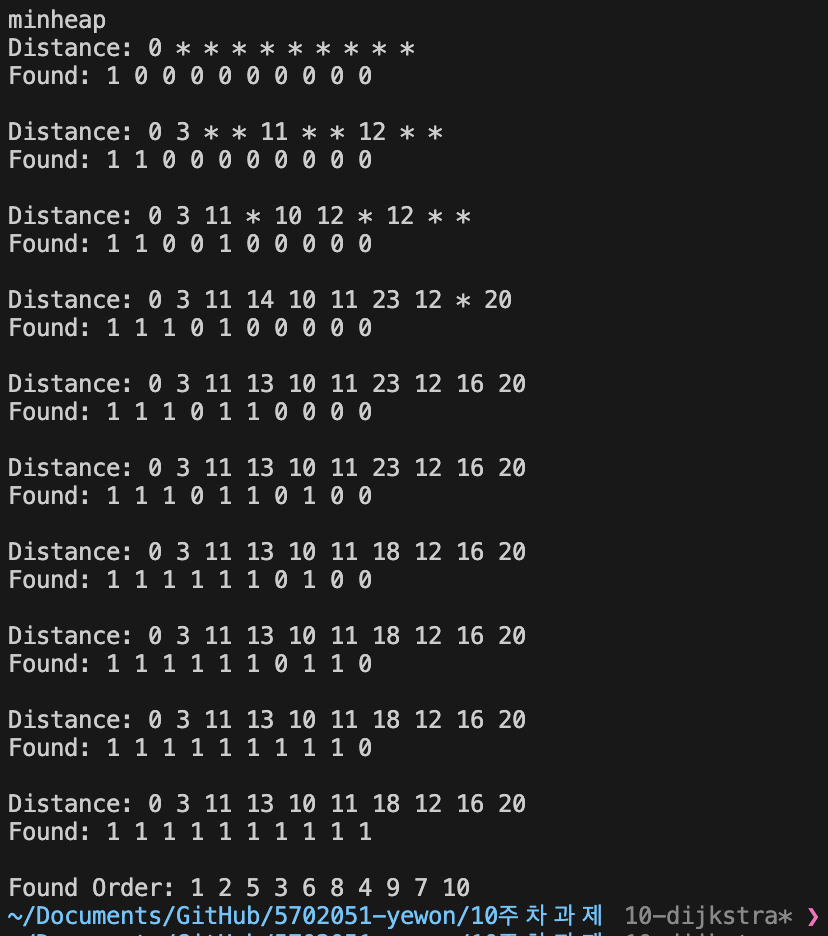 minheap
Distance: 0 * * * * * * * * *
Found: 1 0 0 0 0 0 0 0 0 0
Distance: 0 3 * * 11 * * 12 * *
Found: 1 1 0 0 0 0 0 0 0 0
Distance: 0 3 11 * 10 12 * 12 * *
Found: 1 1 0 0 1 0 0 0 0 0
Distance: 0 3 11 14 10 11 23 12 * 20
Found: 1 1 1 0 1 0 0 0 0 0
Distance: 0 3 11 13 10 11 23 12 16 20
Found: 1 1 1 0 1 1 0 0 0 0
Distance: 0 3 11 13 10 11 23 12 16 20
Found: 1 1 1 0 1 1 0 1 0 0
Distance: 0 3 11 13 10 11 18 12 16 20
Found: 1 1 1 1 1 1 0 1 0 0
Distance: 0 3 11 13 10 11 18 12 16 20
Found: 1 1 1 1 1 1 0 1 1 0
Distance: 0 3 11 13 10 11 18 12 16 20
Found: 1 1 1 1 1 1 1 1 1 0
Distance: 0 3 11 13 10 11 18 12 16 20
Found: 1 1 1 1 1 1 1 1 1 1
Found Order: 1 2 5 3 6 8 4 9 7 10
~/Documents/GitHub/5702051-yewon/10주차과제 10-dijkstra* ❯